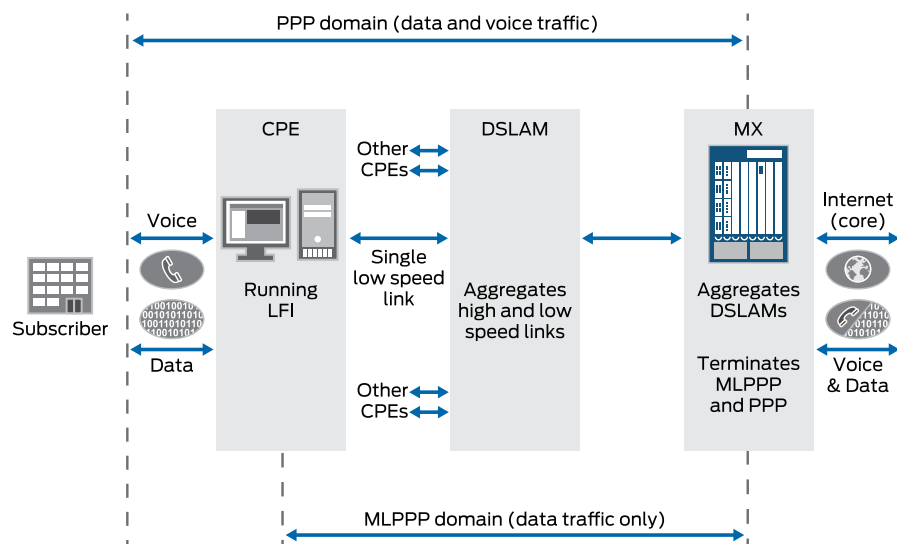 PPP domain (data and voice traffic)
CPE
DSLAM
MX
Other
CPEs
Voice
Internet
(core)
Single
low speed
link
Running
LFI
Aggregates
high and low
speed links
Aggregates
DSLAMs
Subscriber
Data
Terminates
MLPPP
and PPP
Voice
& Data
Other
CPEs
MLPPP domain (data traffic only)